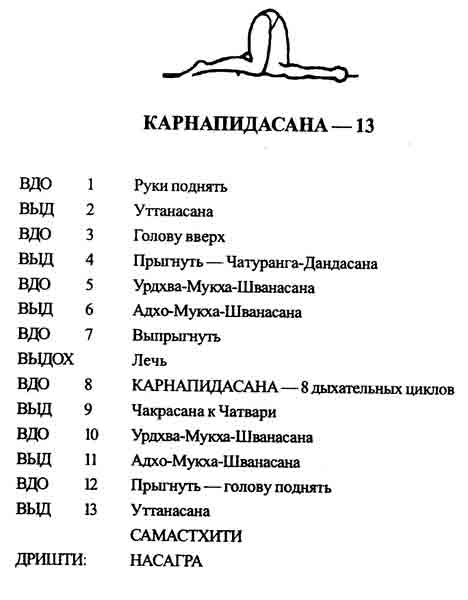 КАРНАПИДАСАНА — 13
ВДО 1 Руки поднять
ВЫД 2 Уттанасана
ВДО 3 Голову вверх
ВЫД 4 Прыгнуть — Чатуранга-Дандасана
ВДО 5 Урдхва-Мукха-Шванасана
ВЫД 6 Адхо-Мукха-Шванасана
ВДО 7 Выпрыгнуть
ВЫДОХ Лечь
ВДО 8 КАРНАПИДАСАНА — 8 дыхательных циклов
ВЫД 9 Чакрасана к Чатвари
ВДО 10 Урдхва-Мукха-Шванасана
ВЫД 11 Адхо-Мукха-Шванасана
ВДО 12 Прыгнуть — голову поднять
ВЫД 13 Уттанасана
САМАСТХИТИ
ДРИШТИ: НАСАГРА